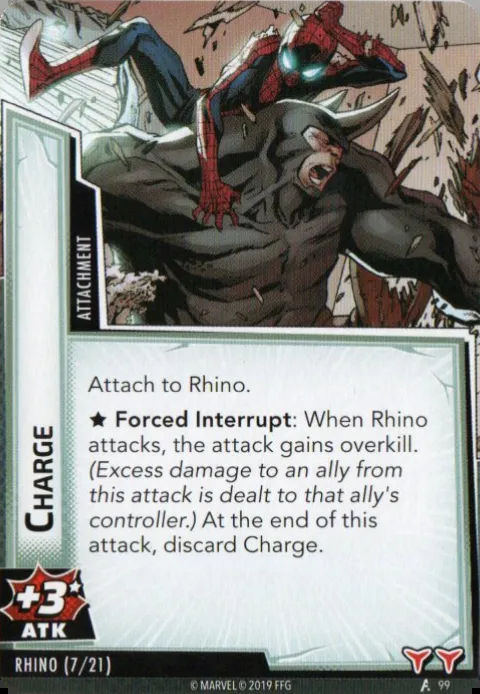 ATTACHMENT
CHARGE
Attach to Rhino.
★ Forced Interrupt: When Rhino
attacks, the attack gains overkill.
(Excess damage to an ally from
this attack is dealt to that ally's
controller.) At the end of this
attack, discard Charge.
+3★
ATK
RHINO (7/21)
© MARVEL © 2019 FFG
99